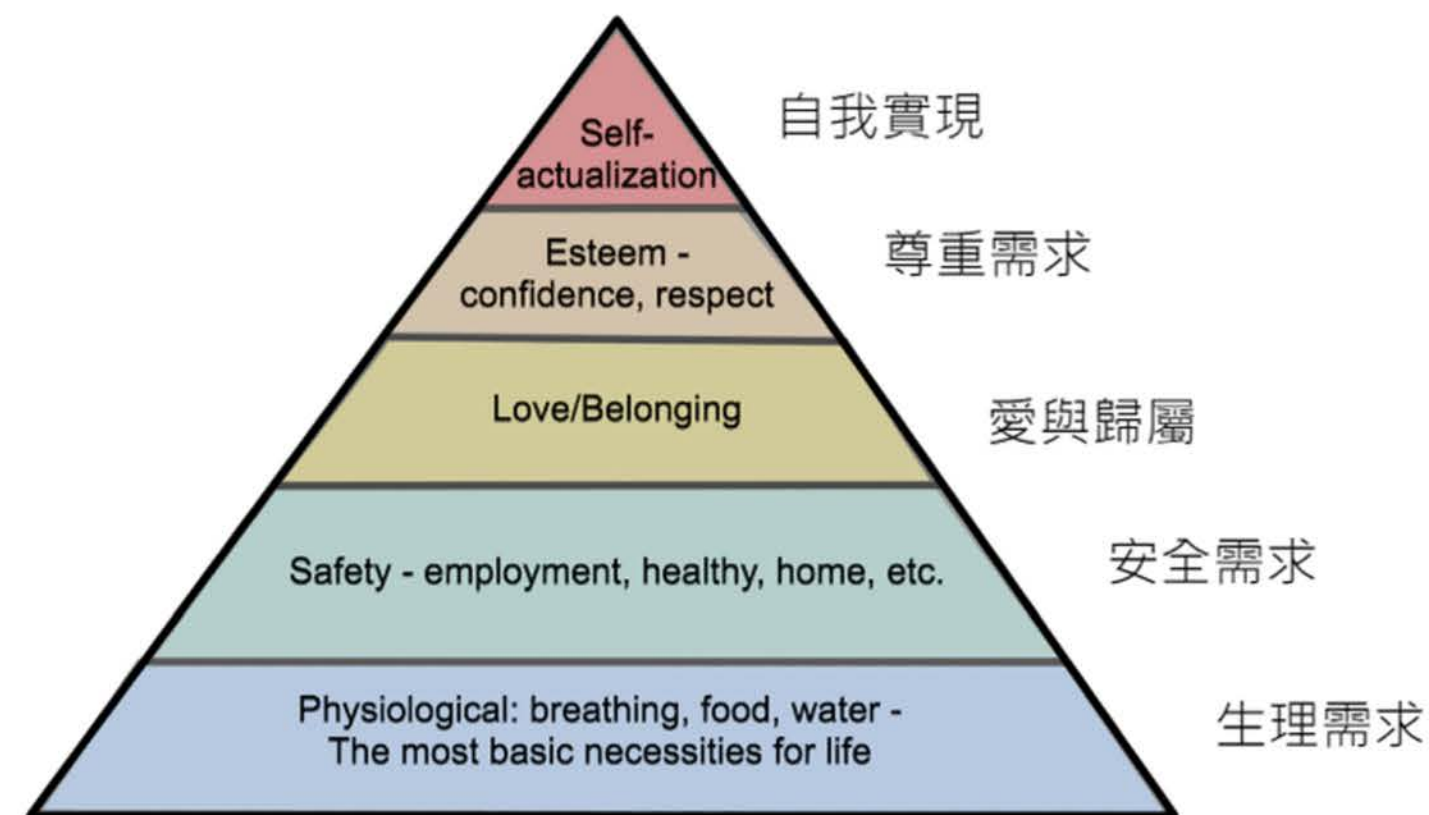 自我實現
Self-
actualization
尊重需求
Esteem -
confidence, respect
Love/Belonging
愛與歸屬
安全需求
Safety - employment, healthy, home, etc.
生理需求
Physiological: breathing, food, water -
The most basic necessities for life